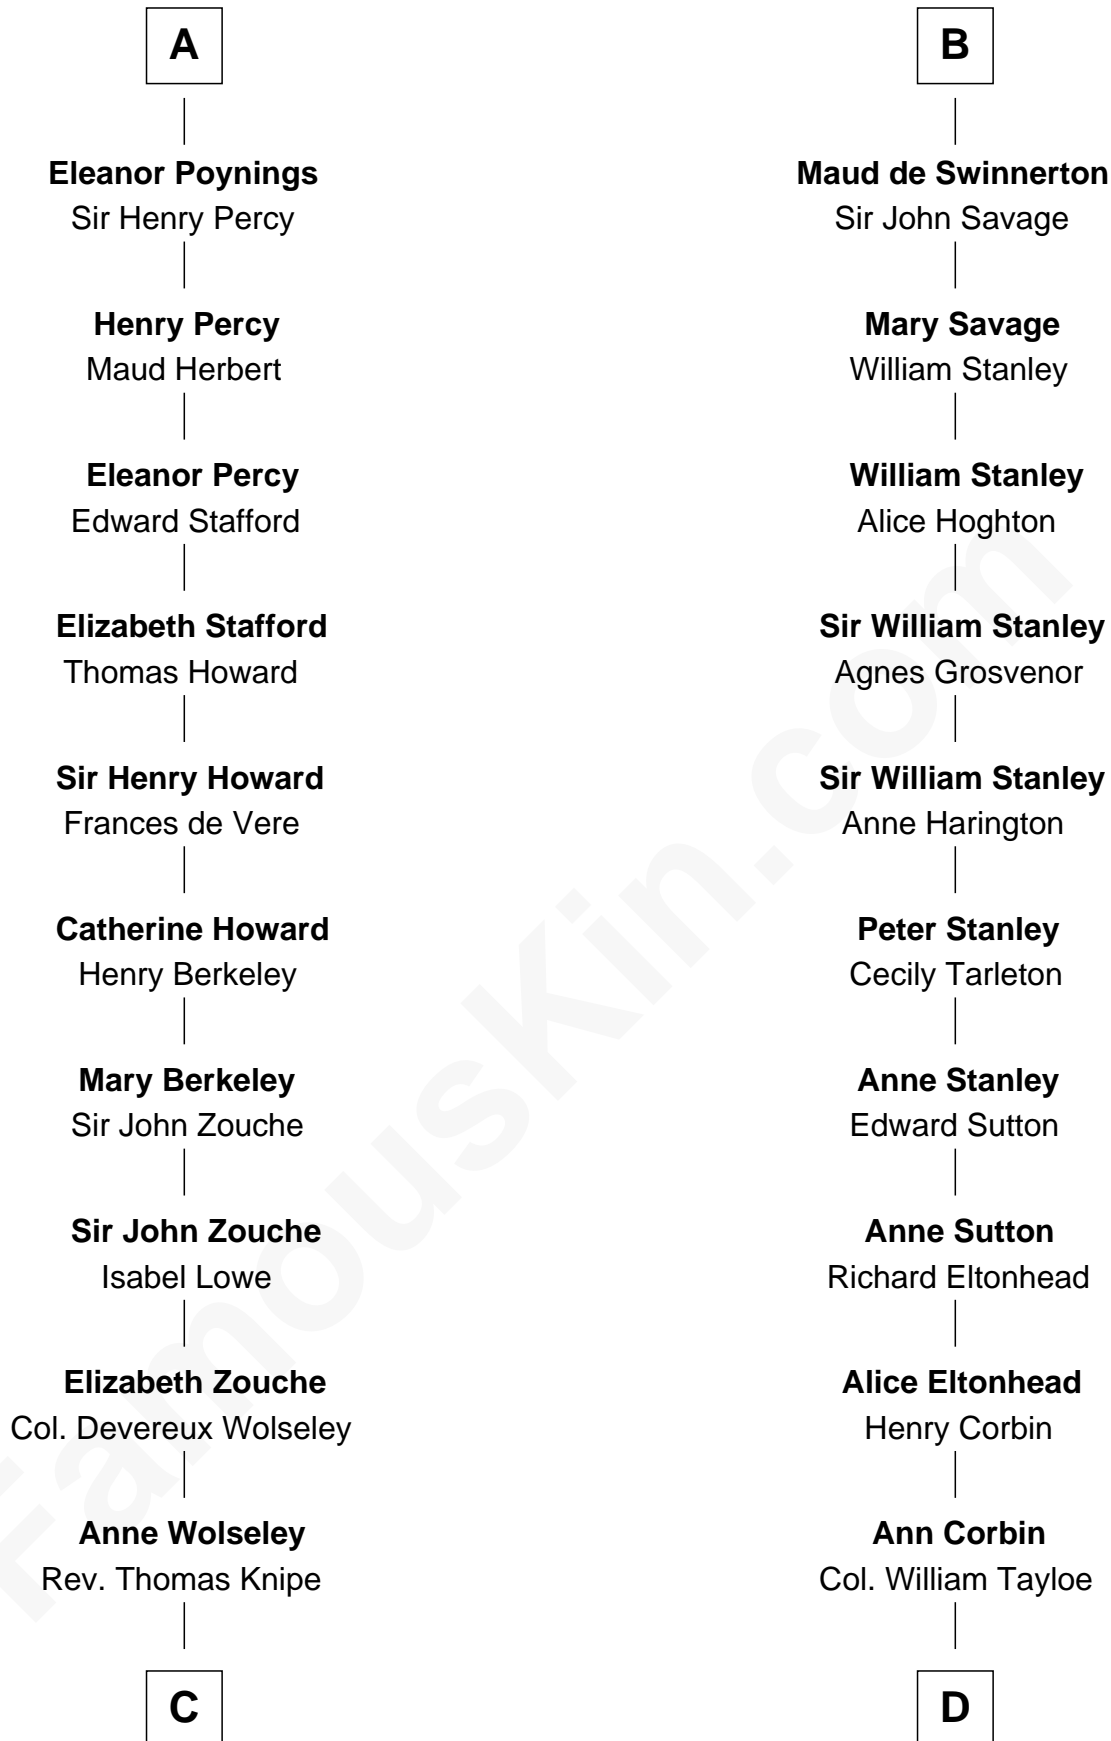 A
Eleanor Poynings
Sir Henry Percy
Henry Percy
Maud Herbert
Eleanor Percy
Edward Stafford
Elizabeth Stafford
Thomas Howard
Sir Henry Howard
Frances de Vere
Catherine Howard
Henry Berkeley
Mary Berkeley
Sir John Zouche
Sir John Zouche
Isabel Lowe
Elizabeth Zouche
Col. Devereux Wolseley
Anne Wolseley
Rev. Thomas Knipe
C
B
Maud de Swinnerton
Sir John Savage
Mary Savage
William Stanley
William Stanley
Alice Hoghton
Sir William Stanley
Agnes Grosvenor
Sir William Stanley
Anne Harington
Peter Stanley
Cecily Tarleton
Anne Stanley
Edward Sutton
Anne Sutton
Richard Eltonhead
Alice Eltonhead
Henry Corbin
Ann Corbin
Col. William Tayloe
D
FamousKin.com